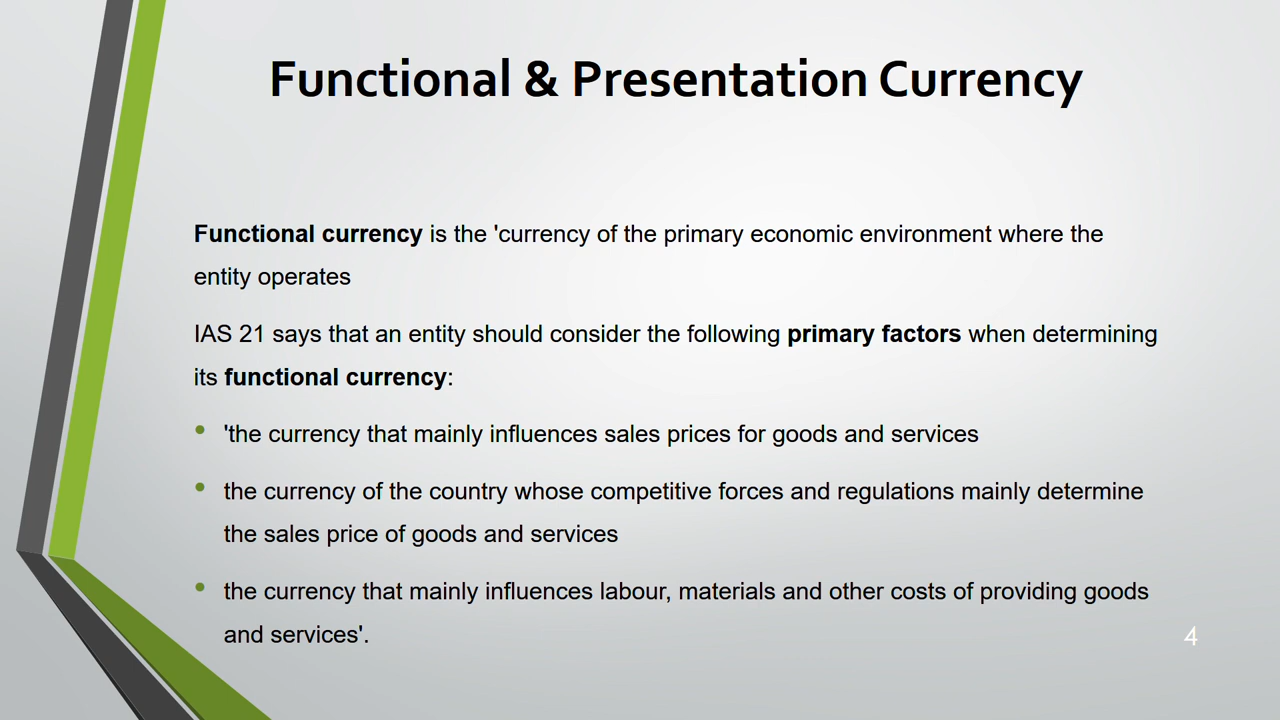 Functional & Presentation Currency
Functional currency is the 'currency of the primary economic environment where the
entity operates
IAS 21 says that an entity should consider the following primary factors when determining
its functional currency:
• 'the currency that mainly influences sales prices for goods and services
• the currency of the country whose competitive forces and regulations mainly determine
the sales price of goods and services
• the currency that mainly influences labour, materials and other costs of providing goods
and services'.
4